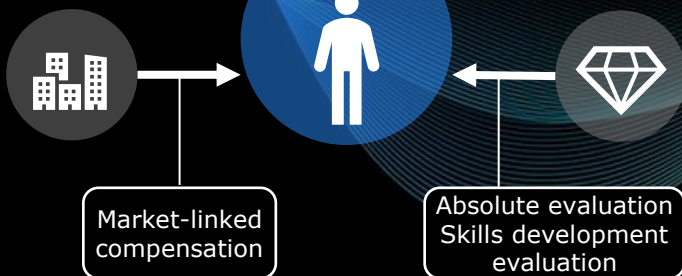 Market-linked
compensation
Absolute evaluation
Skills development
evaluation